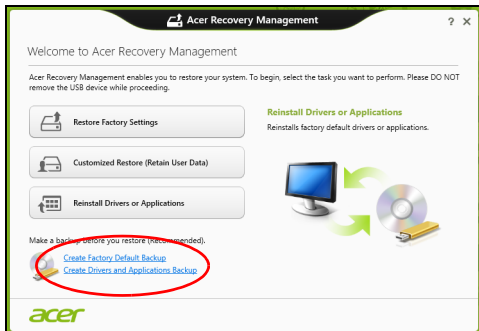 Acer Recovery Management
? ×
Welcome to Acer Recovery Management
Acer Recovery Management enables you to restore your system. To begin, select the task you want to perform. Please DO NOT
remove the USB device while proceeding.
Restore Factory Settings
Customized Restore (Retain User Data)
Reinstall Drivers or Applications
Reinstall Drivers or Applications
Reinstalls factory default drivers or applications.
Make a backup before you restore (Recommended).
Create Factory Default Backup
Create Drivers and Applications Backup
acer